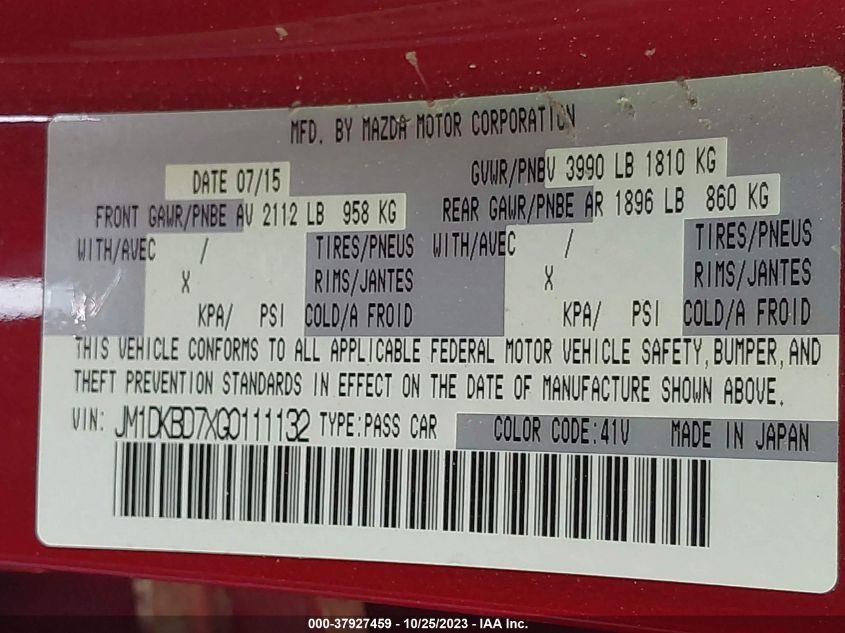 MFD. BY MAZDA MOTOR CORPORATION
DATE 07/15 GVWR/PNBV 3990 LB 1810 KG
FRONT GAWR/PNBE AV 2112 LB 958 KG REAR GAWR/PNBE AR 1896 LB 860 KG
WITH/AVEC / TIRES/PNEUS WITH/AVEC / TIRES/PNEUS
X RIMS/JANTES X RIMS/JANTES
KPA/ PSI COLD/A FROID KPA/ PSI COLD/A FROID
THIS VEHICLE CONFORMS TO ALL APPLICABLE FEDERAL MOTOR VEHICLE SAFETY, BUMPER, AND
THEFT PREVENTION STANDARDS IN EFFECT ON THE DATE OF MANUFACTURE SHOWN ABOVE.
VIN: JM1DKBD7XG0111132 TYPE:PASS CAR COLOR CODE:41V MADE IN JAPAN
000-37927459 - 10/25/2023 - IAA Inc.